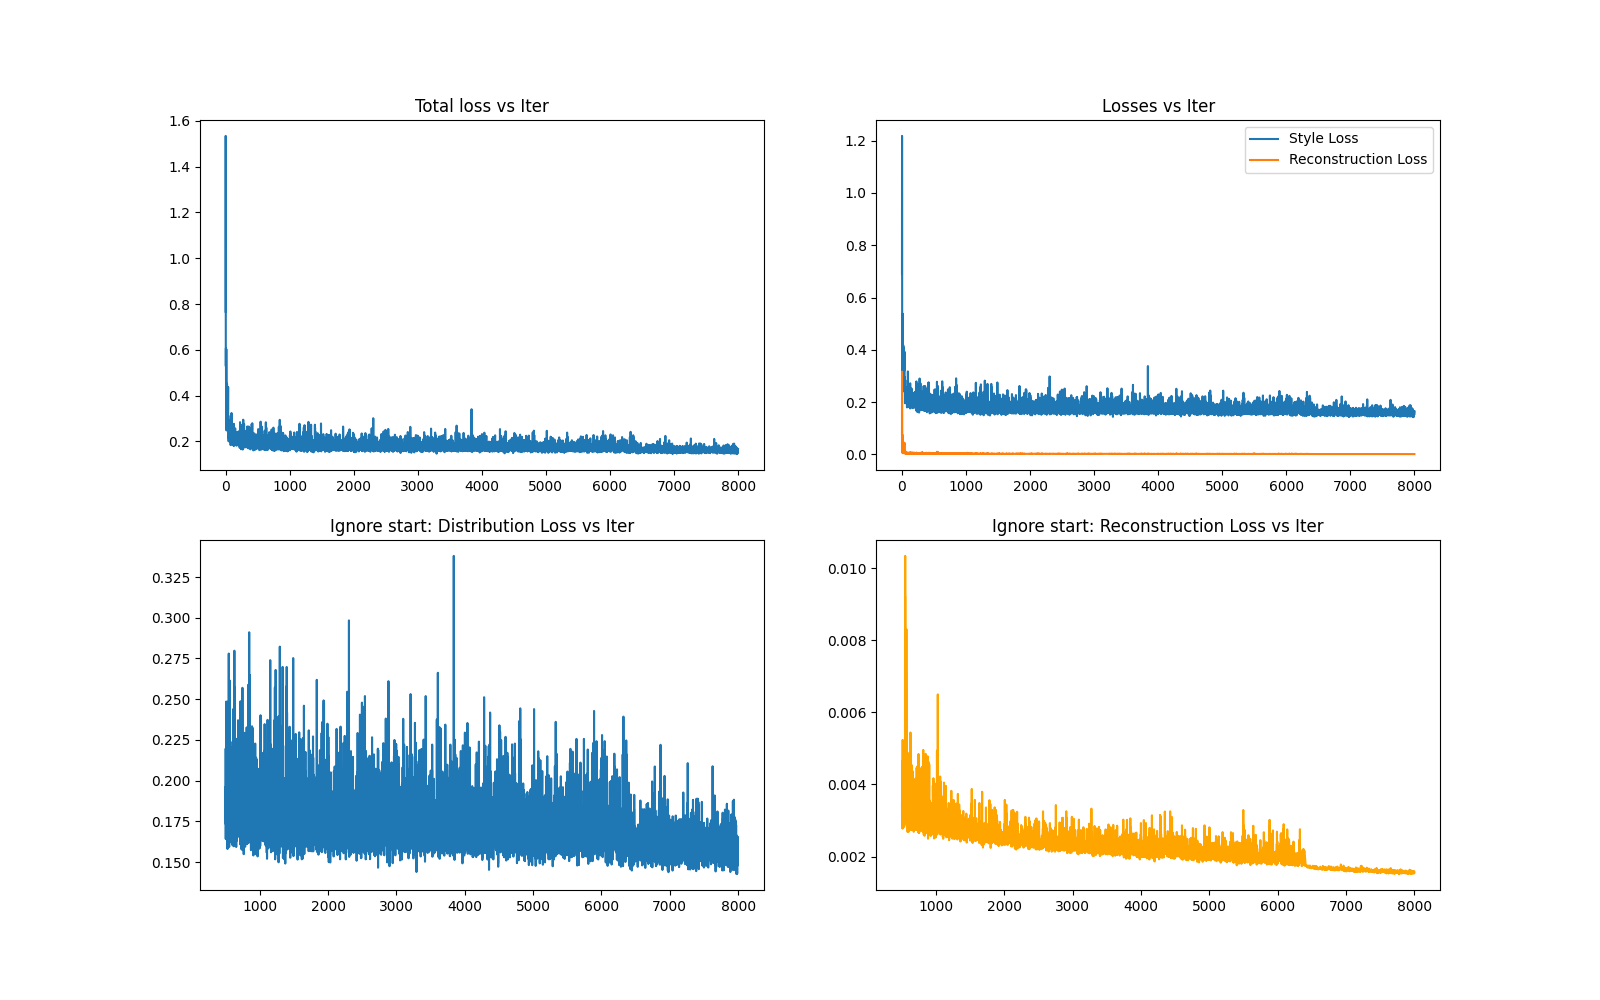 Total loss vs Iter
1.6
1.4
1.2
1.0
0.8
0.6
0.4
0.2
0 1000 2000 3000 4000 5000 6000 7000 8000
Losses vs Iter
Style Loss
Reconstruction Loss
1.2
1.0
0.8
0.6
0.4
0.2
0.0
0 1000 2000 3000 4000 5000 6000 7000 8000
Ignore start: Distribution Loss vs Iter
0.325
0.300
0.275
0.250
0.225
0.200
0.175
0.150
1000 2000 3000 4000 5000 6000 7000 8000
Ignore start: Reconstruction Loss vs Iter
0.010
0.008
0.006
0.004
0.002
1000 2000 3000 4000 5000 6000 7000 8000